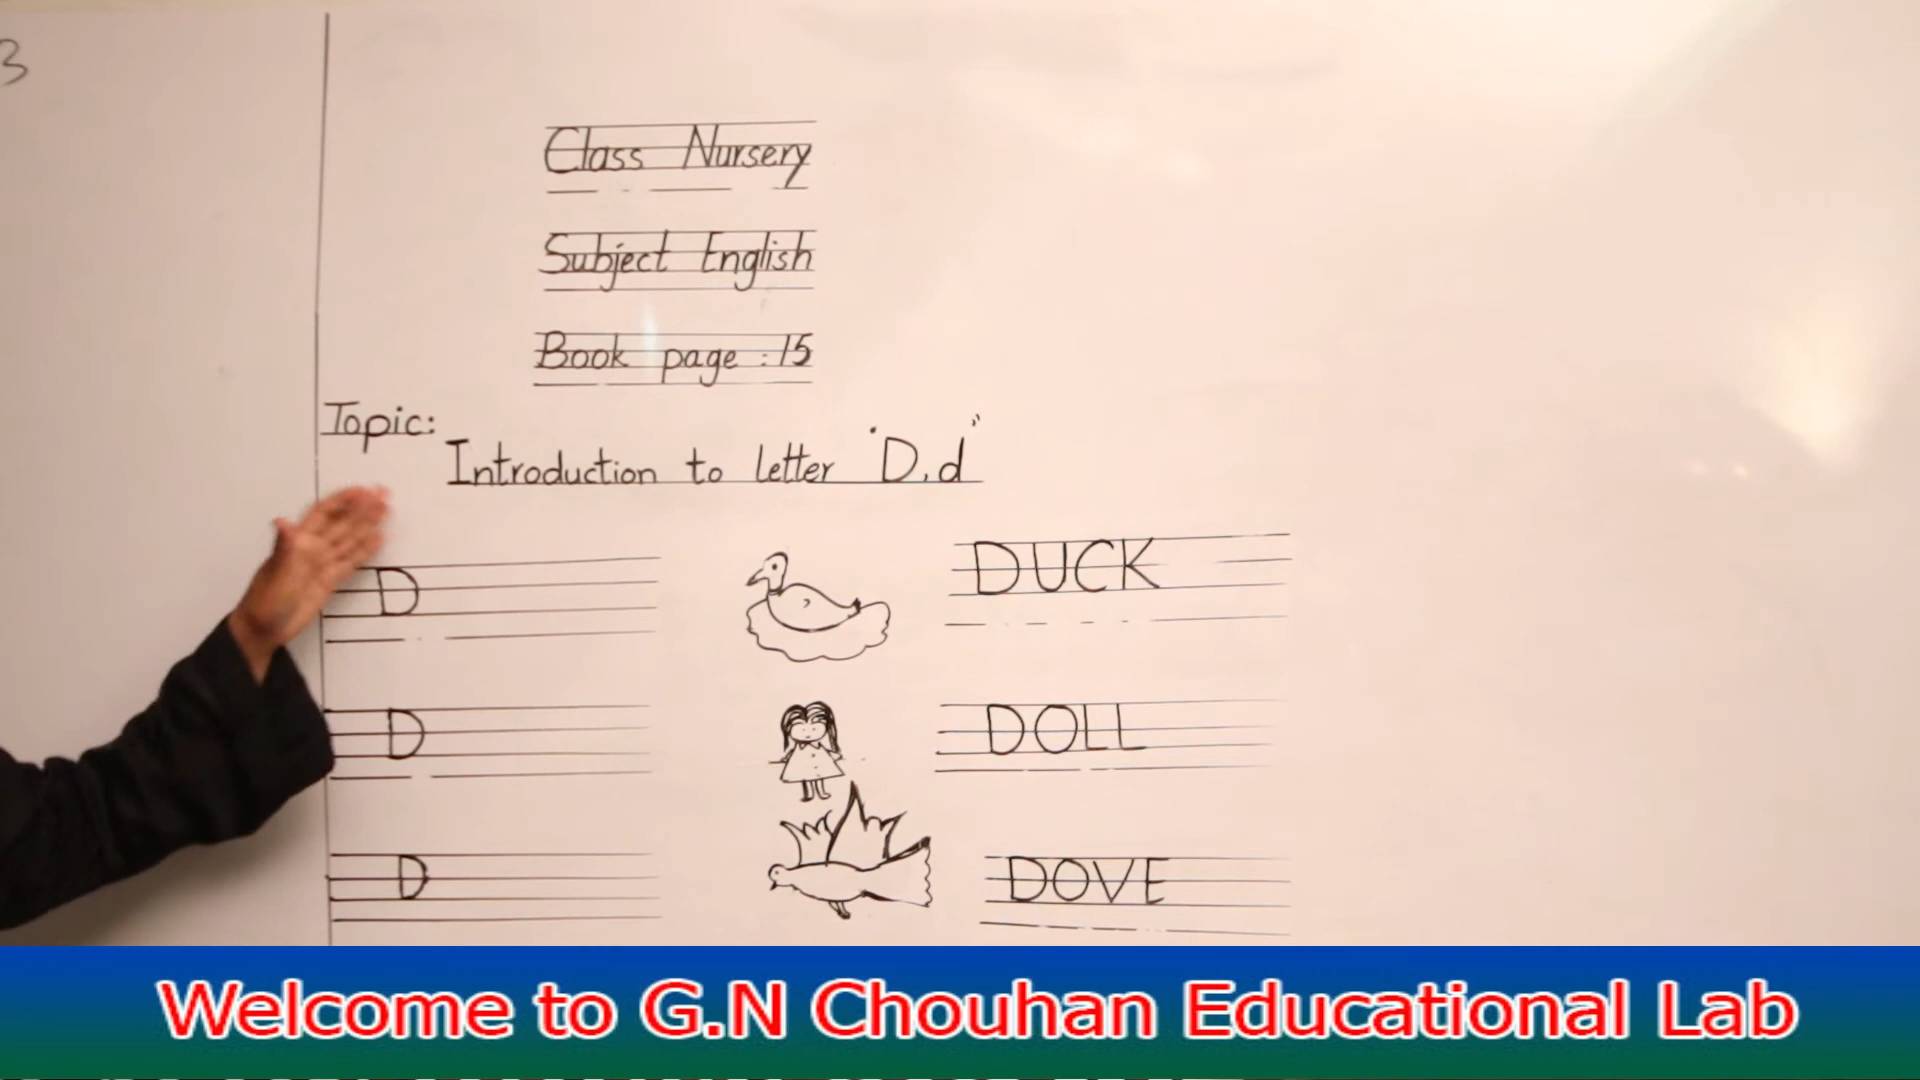 3
Class Nursery
Subject English
Book page : 15
Topic:
Introduction to letter "D.d"
D DUCK
D DOLL
D DOVE
Welcome to G.N Chouhan Educational Lab